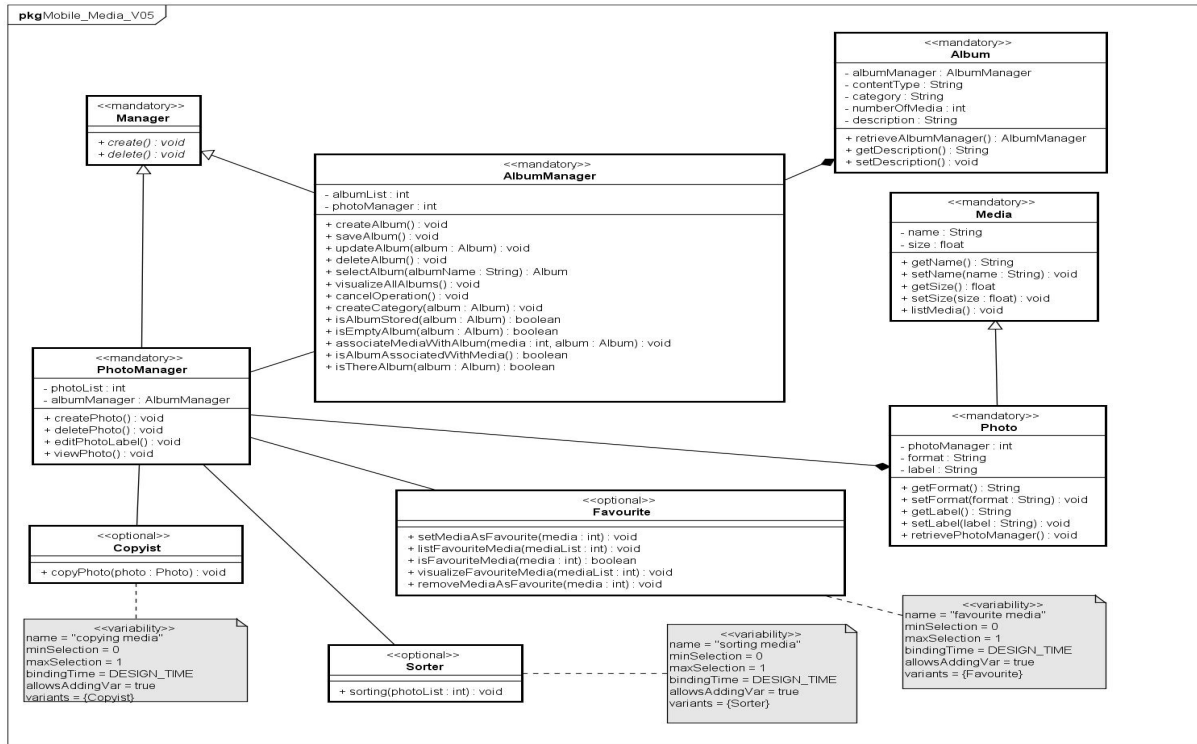 pkgMobile_Media_V05
<<mandatory>>
Manager
+ create() : void
+ delete() : void
<<mandatory>>
AlbumManager
- albumList : int
- photoManager : int
+ createAlbum() : void
+ saveAlbum() : void
+ updateAlbum(album : Album) : void
+ deleteAlbum() : void
+ selectAlbum(albumName : String) : Album
+ visualizeAllAlbums() : void
+ cancelOperation() : void
+ createCategory(album : Album) : void
+ isAlbumStored(album : Album) : boolean
+ isEmptyAlbum(album : Album) : boolean
+ associateMediaWithAlbum(media : int, album : Album) : void
+ isAlbumAssociatedWithMedia() : boolean
+ isThereAlbum(album : Album) : boolean
<<mandatory>>
Album
- albumManager : AlbumManager
- contentType : String
- category : String
- numberOfMedia : int
- description : String
+ retrieveAlbumManager() : AlbumManager
+ getDescription() : String
+ setDescription() : void
<<mandatory>>
Media
- name : String
- size : float
+ getName() : String
+ setName(name : String) : void
+ getSize() : float
+ setSize(size : float) : void
+ listMedia() : void
<<mandatory>>
PhotoManager
- photoList : int
- albumManager : AlbumManager
+ createPhoto() : void
+ deletePhoto() : void
+ editPhotoLabel() : void
+ viewPhoto() : void
<<mandatory>>
Photo
- photoManager : int
- format : String
- label : String
+ getFormat() : String
+ setFormat(format : String) : void
+ getLabel() : String
+ setLabel(label : String) : void
+ retrievePhotoManager() : void
<<optional>>
Favourite
+ setMediaAsFavourite(media : int) : void
+ listFavouriteMedia(mediaList : int) : void
+ isFavouriteMedia(media : int) : boolean
+ visualizeFavouriteMedia(mediaList : int) : void
+ removeMediaAsFavourite(media : int) : void
<<optional>>
Copyist
+ copyPhoto(photo : Photo) : void
<<variability>>
name = "copying media"
minSelection = 0
maxSelection = 1
bindingTime = DESIGN_TIME
allowsAddingVar = true
variants = {Copyist}
<<optional>>
Sorter
+ sorting(photoList : int) : void
<<variability>>
name = "sorting media"
minSelection = 0
maxSelection = 1
bindingTime = DESIGN_TIME
allowsAddingVar = true
variants = {Sorter}
<<variability>>
name = "favourite media"
minSelection = 0
maxSelection = 1
bindingTime = DESIGN_TIME
allowsAddingVar = true
variants = {Favourite}